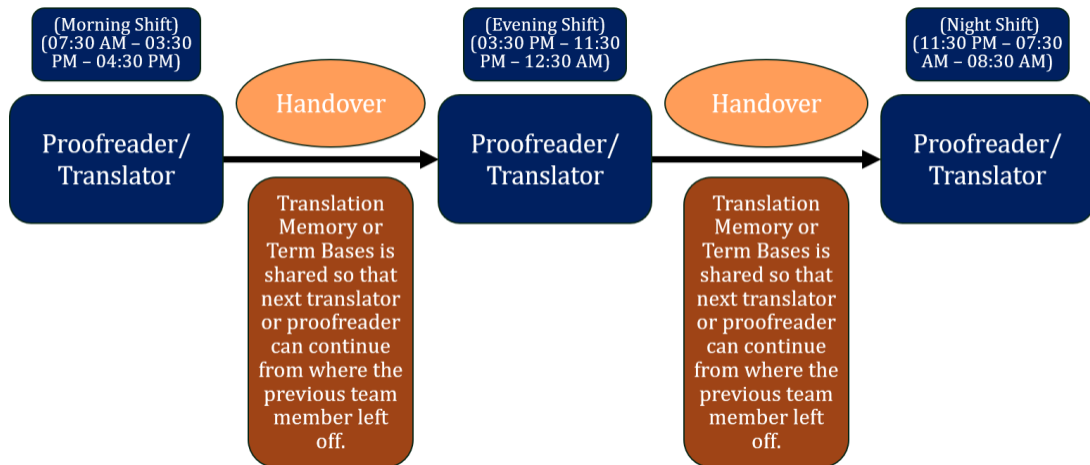 (Morning Shift)
(07:30 AM – 03:30
PM – 04:30 PM)
(Evening Shift)
(03:30 PM – 11:30
PM – 12:30 AM)
(Night Shift)
(11:30 PM – 07:30
AM – 08:30 AM)
Proofreader/
Translator
Handover
Proofreader/
Translator
Handover
Proofreader/
Translator
Translation
Memory or
Term Bases is
shared so that
next translator
or proofreader
can continue
from where the
previous team
member left
off.
Translation
Memory or
Term Bases is
shared so that
next translator
or proofreader
can continue
from where the
previous team
member left
off.